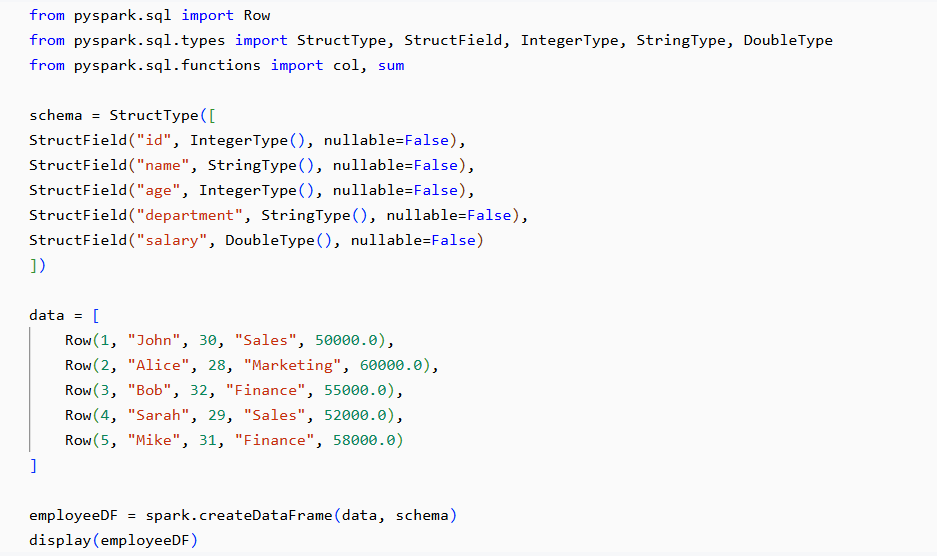 from pyspark.sql import Row
from pyspark.sql.types import StructType, StructField, IntegerType, StringType, DoubleType
from pyspark.sql.functions import col, sum

schema = StructType([
StructField("id", IntegerType(), nullable=False),
StructField("name", StringType(), nullable=False),
StructField("age", IntegerType(), nullable=False),
StructField("department", StringType(), nullable=False),
StructField("salary", DoubleType(), nullable=False)
])

data = [
    Row(1, "John", 30, "Sales", 50000.0),
    Row(2, "Alice", 28, "Marketing", 60000.0),
    Row(3, "Bob", 32, "Finance", 55000.0),
    Row(4, "Sarah", 29, "Sales", 52000.0),
    Row(5, "Mike", 31, "Finance", 58000.0)
]

employeeDF = spark.createDataFrame(data, schema)
display(employeeDF)